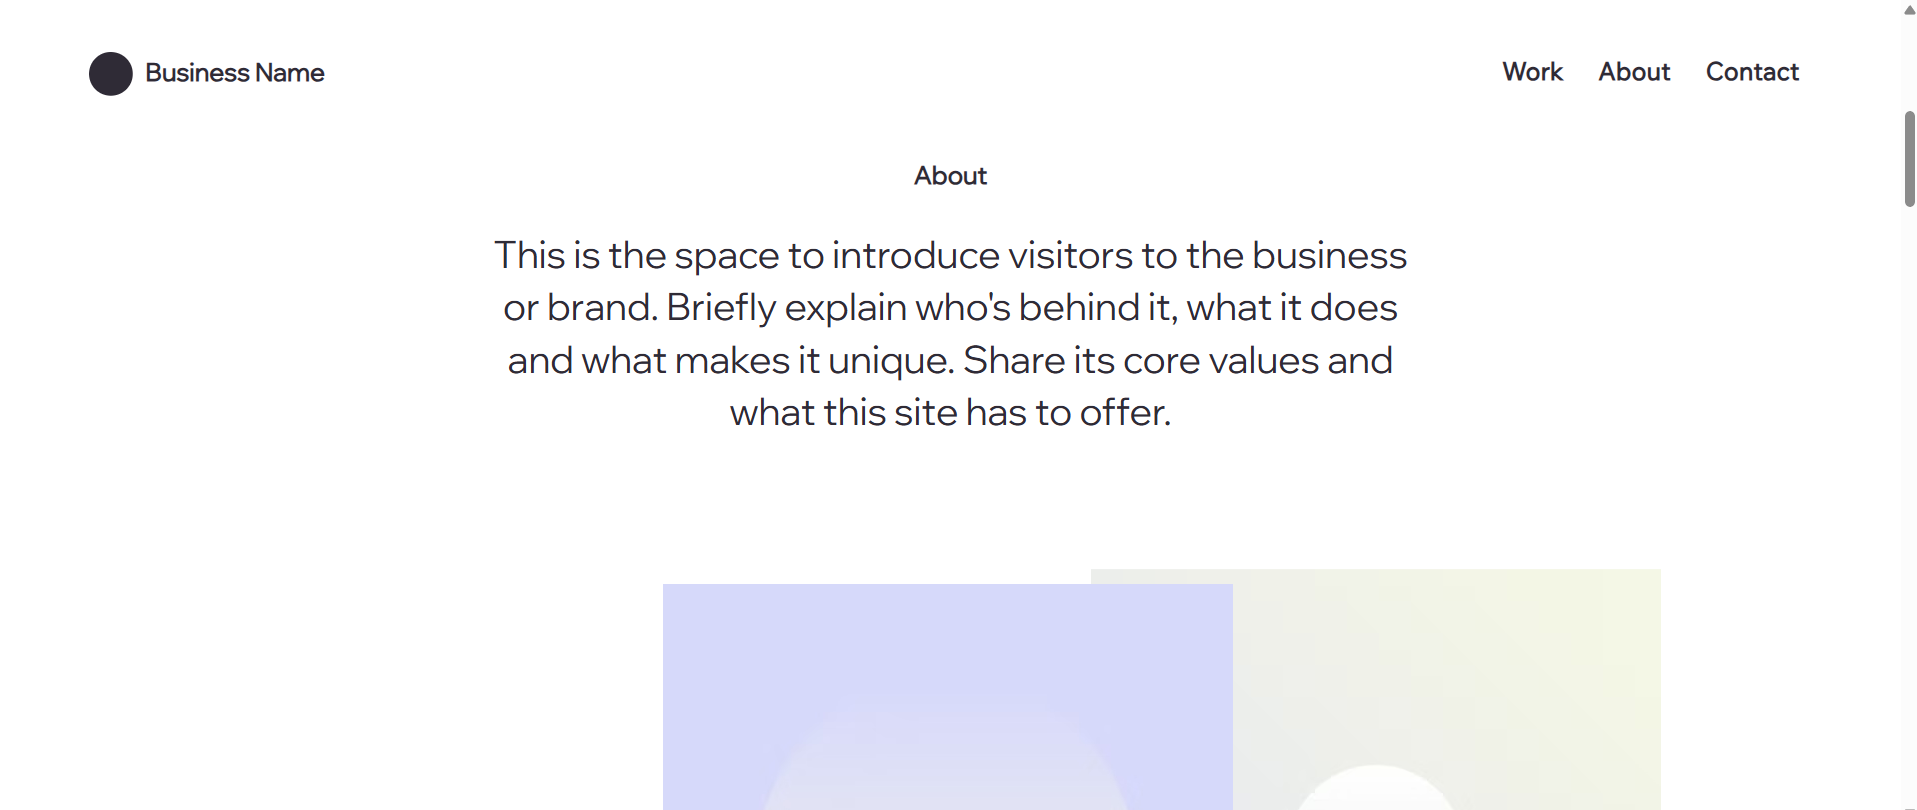 Business Name
Work About Contact
About
This is the space to introduce visitors to the business
or brand. Briefly explain who's behind it, what it does
and what makes it unique. Share its core values and
what this site has to offer.